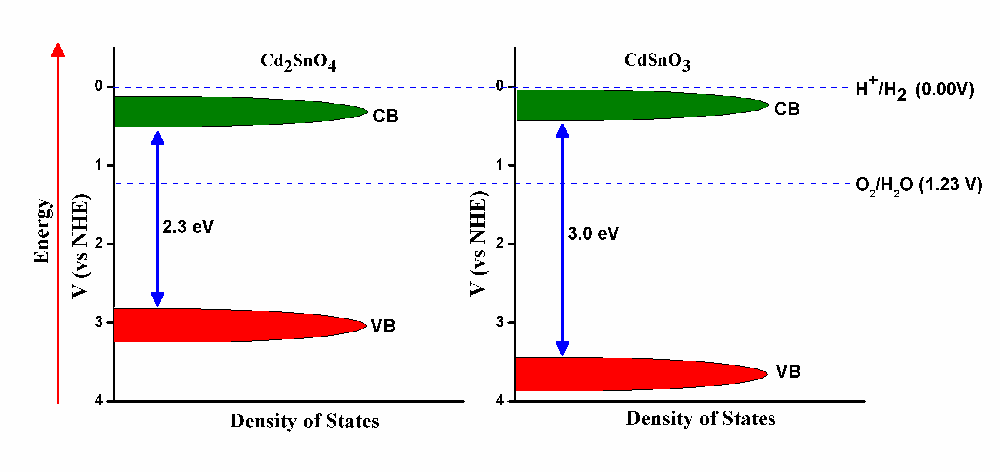 Cd2SnO4
CdSnO3
0
1
2
3
4
0
1
2
3
4
Energy
V (vs NHE)
V (vs NHE)
CB
CB
2.3 eV
3.0 eV
VB
VB
H+/H2 (0.00V)
O2/H2O (1.23 V)
Density of States
Density of States